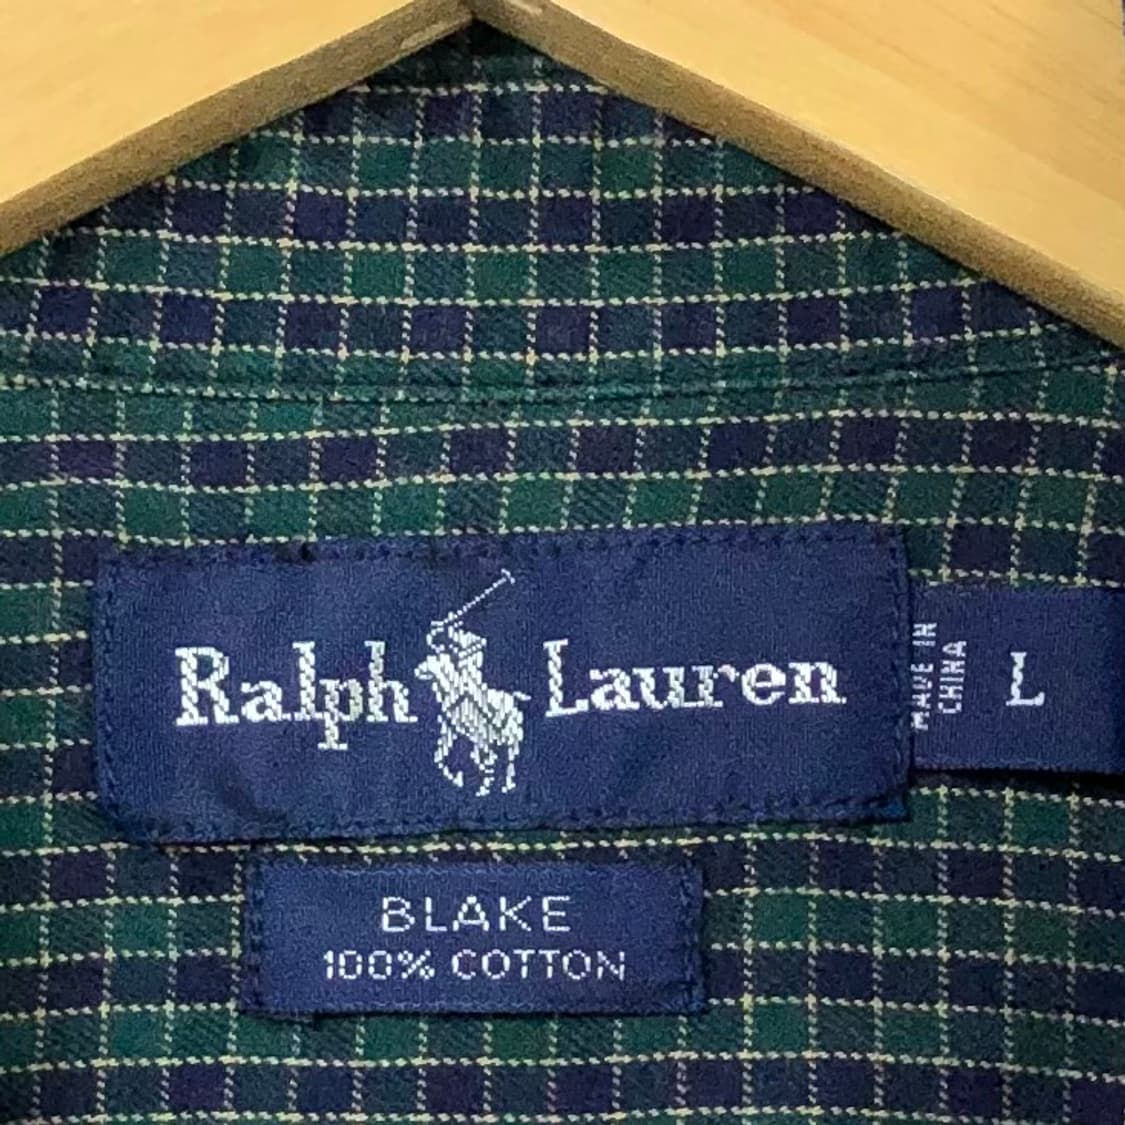 Ralph Lauren
MADE IN
CHINA
L
BLAKE
100% COTTON